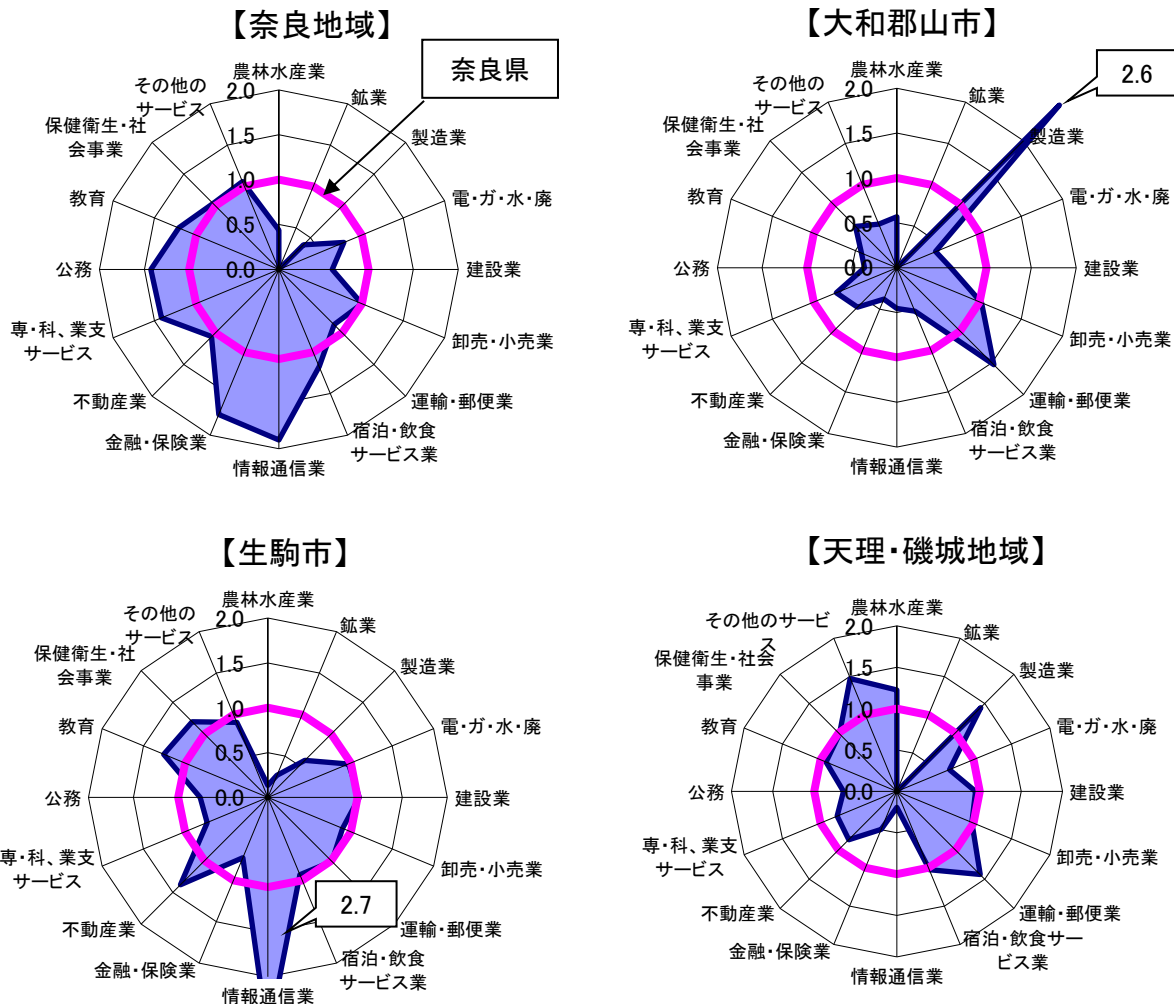 【奈良地域】
奈良県
農林水産業
鉱業
製造業
電・ガ・水・廃
建設業
卸売・小売業
運輸・郵便業
宿泊・飲食
サービス業
情報通信業
金融・保険業
不動産業
専・科、業支
サービス
公務
教育
保健衛生・社
会事業
その他の
サービス
2.0
1.5
1.0
0.5
0.0
【大和郡山市】
2.6
農林水産業
鉱業
製造業
電・ガ・水・廃
建設業
卸売・小売業
運輸・郵便業
宿泊・飲食
サービス業
情報通信業
金融・保険業
不動産業
専・科、業支
サービス
公務
教育
保健衛生・社
会事業
その他の
サービス
2.0
1.5
1.0
0.5
0.0
【生駒市】
農林水産業
鉱業
製造業
電・ガ・水・廃
建設業
卸売・小売業
運輸・郵便業
宿泊・飲食
サービス業
情報通信業
金融・保険業
不動産業
専・科、業支
サービス
公務
教育
保健衛生・社
会事業
その他の
サービス
2.0
1.5
1.0
0.5
0.0
2.7
【天理・磯城地域】
農林水産業
鉱業
製造業
電・ガ・水・廃
建設業
卸売・小売業
運輸・郵便業
宿泊・飲食サー
ビス業
情報通信業
金融・保険業
不動産業
専・科、業支
サービス
公務
教育
保健衛生・社会
事業
その他のサービ
ス
2.0
1.5
1.0
0.5
0.0